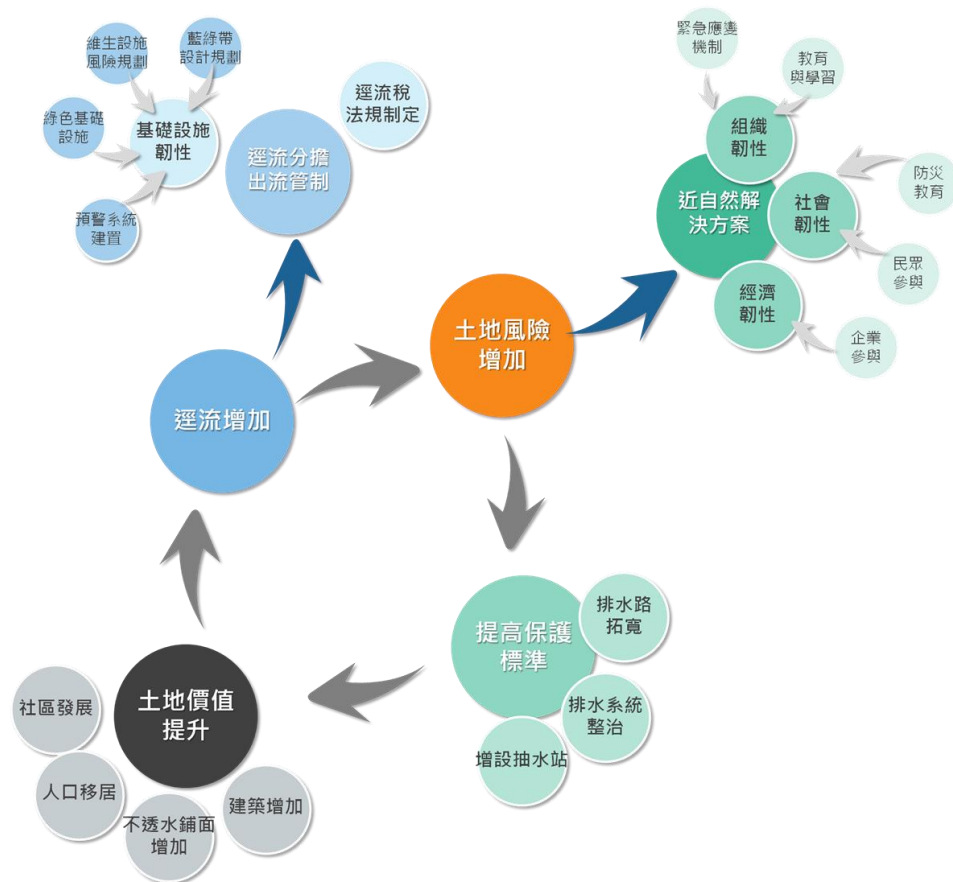 維生設施
風險規劃
藍綠帶
設計規劃
綠色基礎
設施
預警系統
建置
基礎設施
韌性
逕流分擔
出流管制
逕流稅
法規制定
緊急應變
機制
教育
與學習
組織
韌性
近自然解
決方案
社會
韌性
防災
教育
民眾
參與
經濟
韌性
企業
參與
土地風險
增加
逕流增加
提高保護
標準
排水路
拓寬
排水系統
整治
增設抽水站
土地價值
提升
社區發展
人口移居
不透水鋪面
增加
建築增加